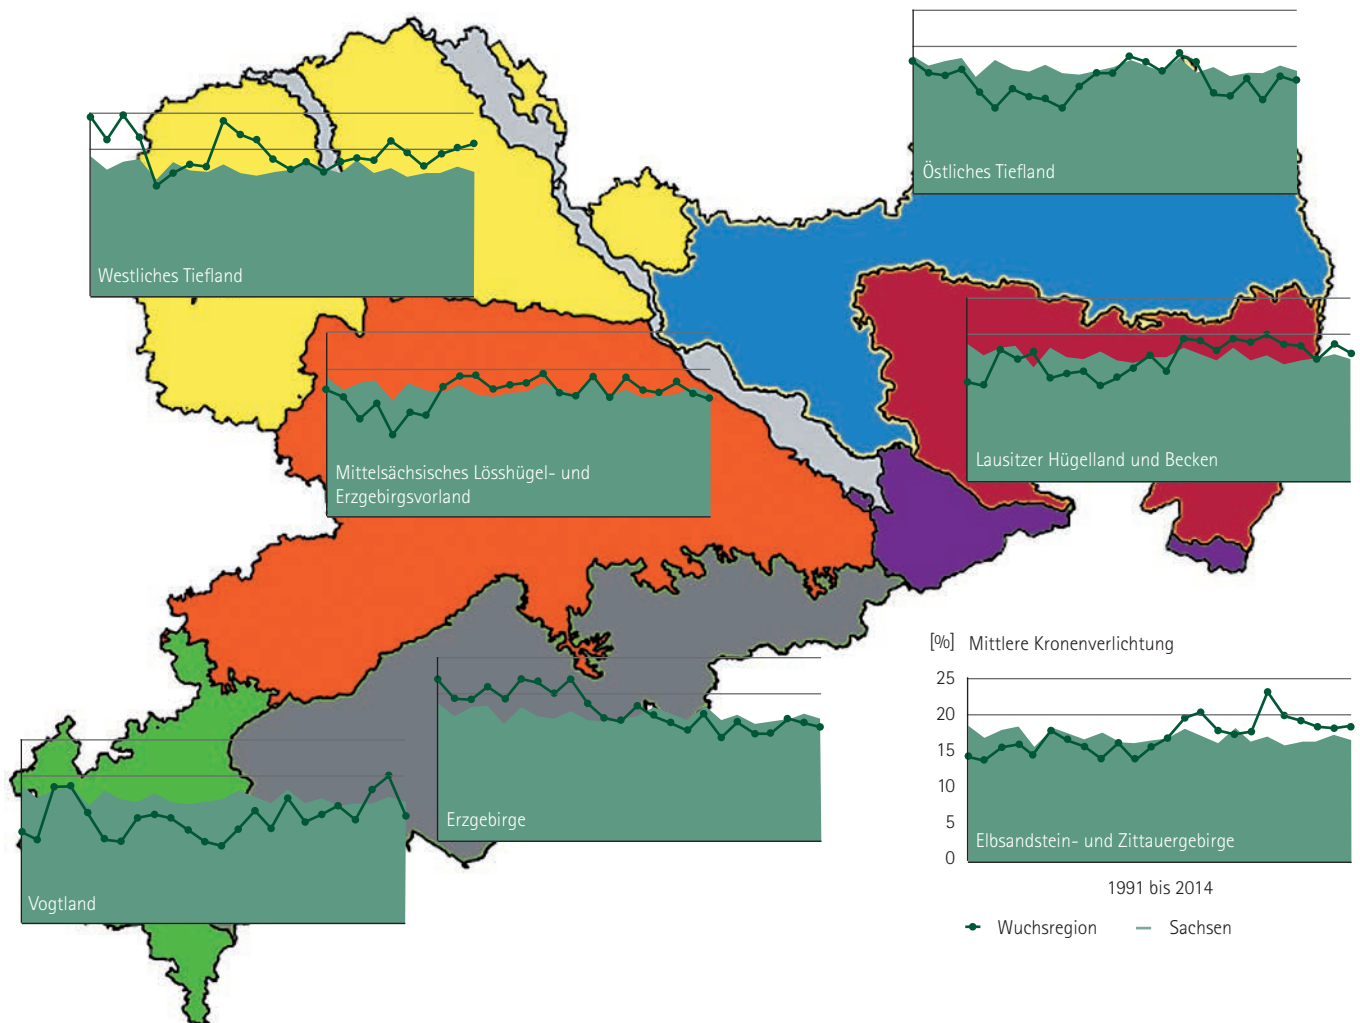 Östliches Tiefland
Westliches Tiefland
Lausitzer Hügelland und Becken
Mittelsächsisches Lösshügel- und
Erzgebirgsvorland
[%] Mittlere Kronenverlichtung
25
20
15
10
5
0
Elbsandstein- und Zittauergebirge
1991 bis 2014
Wuchsregion
Sachsen
Erzgebirge
Vogtland